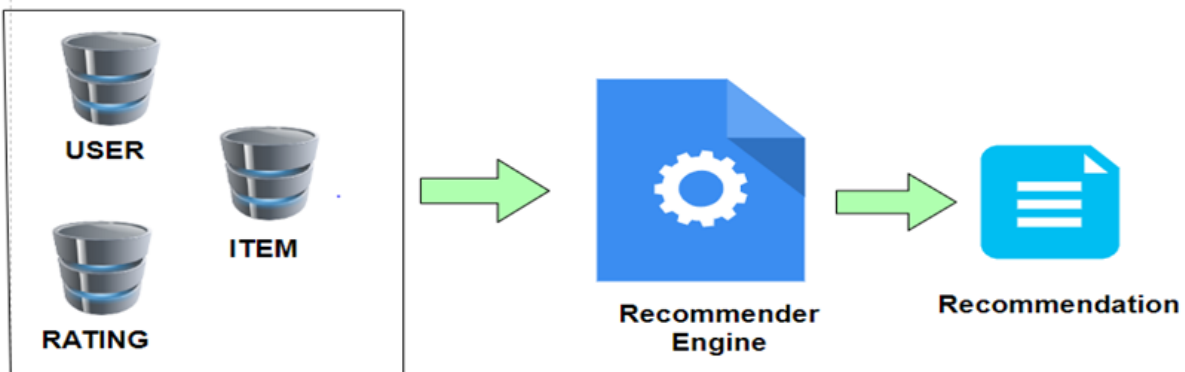 USER
ITEM
RATING
Recommender
Engine
Recommendation